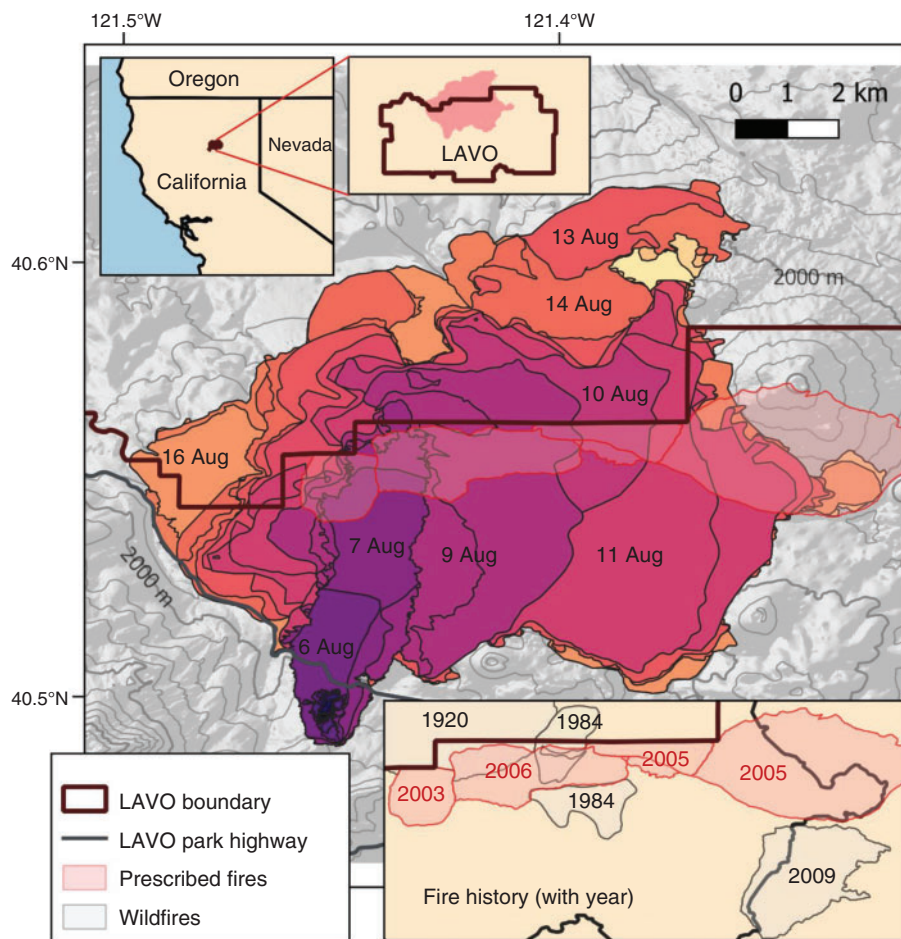 121.5°W
121.4°W
Oregon
Nevada
California
LAVO
0 1 2 km
40.6°N
13 Aug
2000 m
14 Aug
10 Aug
16 Aug
7 Aug
9 Aug
11 Aug
2000 m
6 Aug
40.5°N
1920
1984
2006
2005
2005
2003
1984
2009
Fire history (with year)
LAVO boundary
LAVO park highway
Prescribed fires
Wildfires